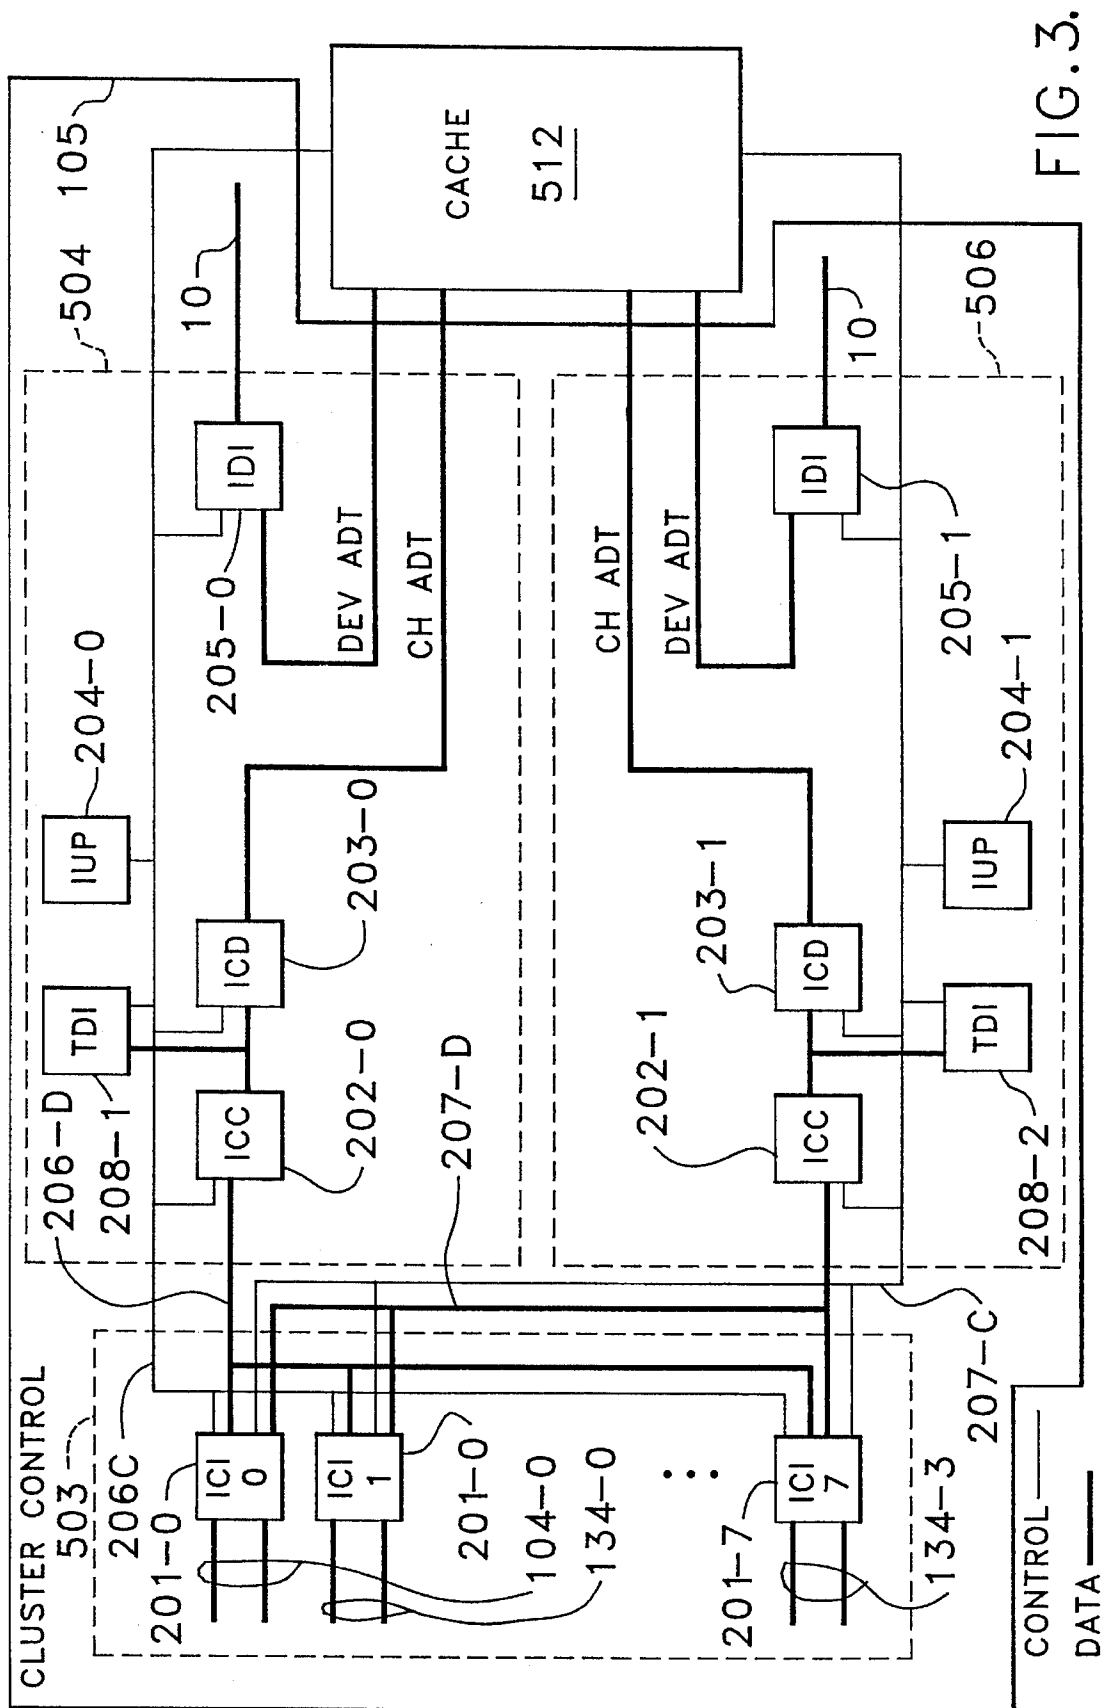 CLUSTER CONTROL
503
206C
201-0
ICI
0
ICI
1
201-0
104-0
134-0
201-7
ICI
7
134-3
CONTROL
DATA
206-D
208-1
TDI
ICC
202-0
207-D
202-1
ICC
TDI
208-2
207-C
ICD
203-0
203-1
ICD
IUP
204-0
IUP
204-1
205-0
IDI
DEV ADT
CH ADT
CH ADT
DEV ADT
IDI
205-1
504
105
10
10
506
CACHE
512
FIG.3.